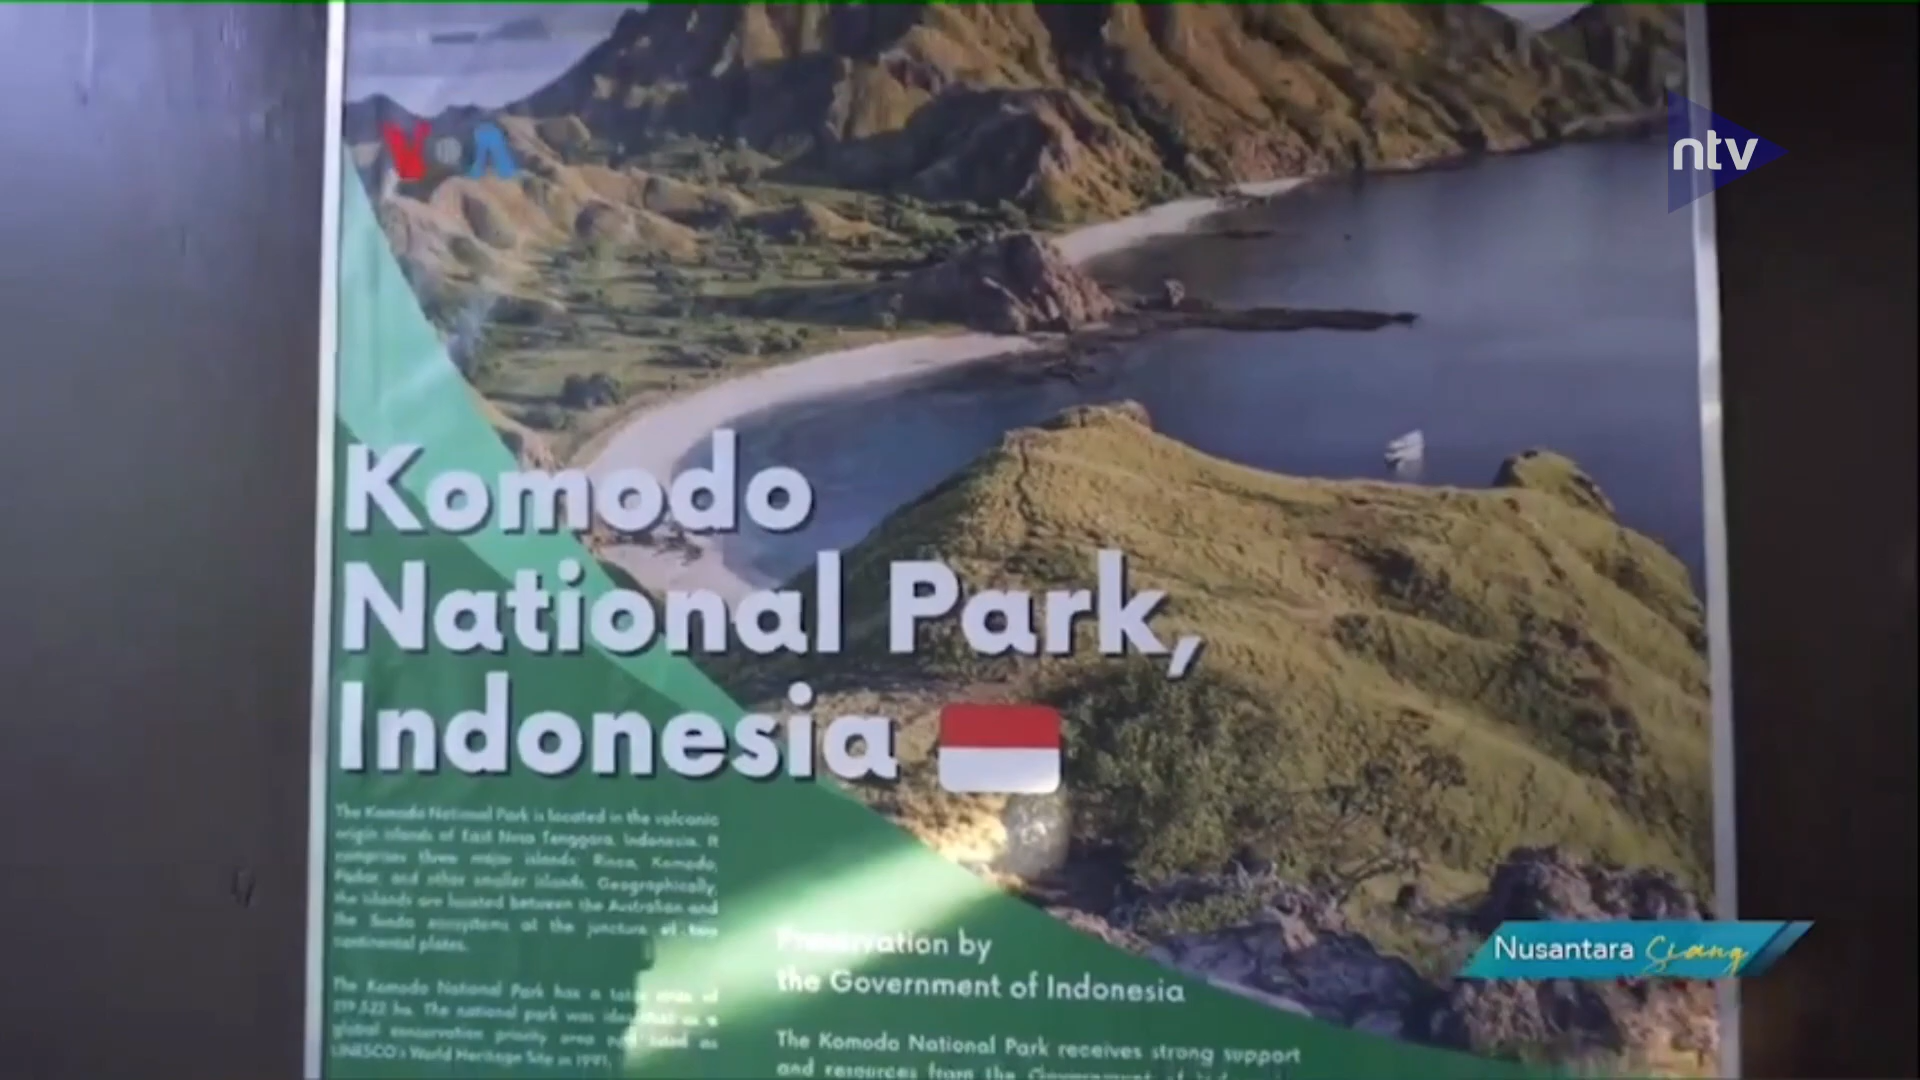 VOA
ntv
Komodo
National Park,
Indonesia
The Komodo National Park is located in the volcanic
origin islands of East Nusa Tenggara, Indonesia. It
comprises three major islands: Rinca, Komodo,
Padar, and other smaller islands. Geographically,
the islands are located between the Australian and
the Sunda ecosystems at the juncture of two
continental plates.
The Komodo National Park has a total area of
ha. The national park was identified as a
global conservation priority area and listed as
UNESCO's World Heritage Site in 1991.
Preservation by
the Government of Indonesia
The Komodo National Park receives strong support
and resources from the Government of
Nusantara Siang